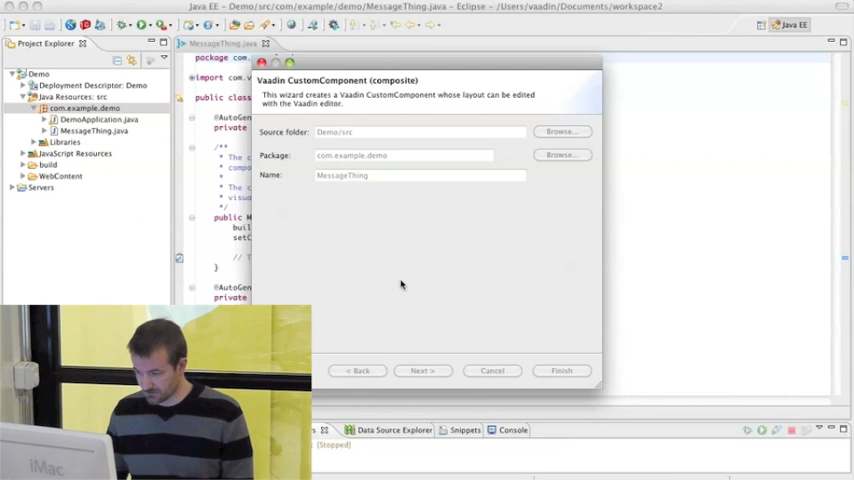 Java EE - Demo/src/com/example/demo/MessageThing.java - Eclipse - /Users/vaadin/Documents/workspace2
Java EE
Project Explorer
MessageThing.java
Demo
Deployment Descriptor: Demo
Java Resources: src
com.example.demo
DemoApplication.java
MessageThing.java
Libraries
JavaScript Resources
build
WebContent
Servers
package com.
import com.v
public class
@AutoGen
private
/**
* The c
compo
* The c
visua
*/
public M
buil
setC
// T
}
@AutoGen
private
Vaadin CustomComponent (composite)
This wizard creates a Vaadin CustomComponent whose layout can be edited
with the Vaadin editor.
Source folder: Demo/src Browse...
Package: com.example.demo Browse...
Name: MessageThing
< Back Next > Cancel Finish
Data Source Explorer Snippets Console
[Stopped]
iMac